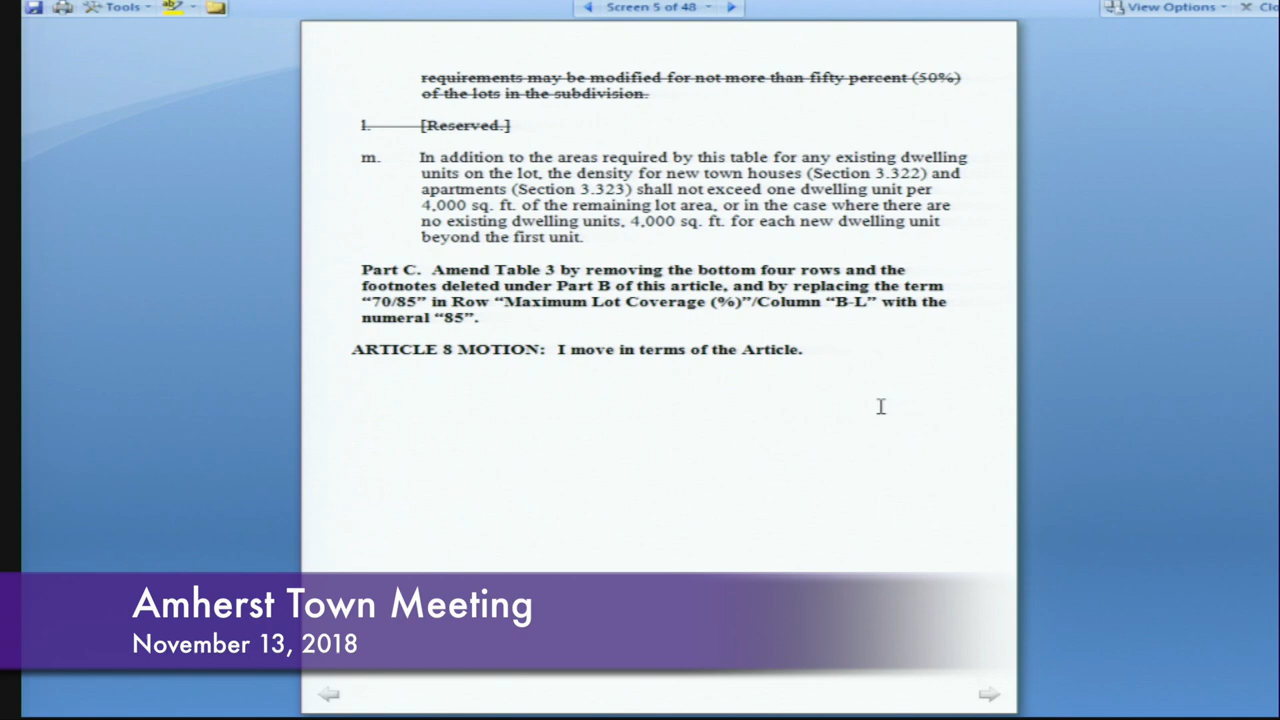 Tools
Screen 5 of 48
View Options
requirements may be modified for not more than fifty percent (50%)
of the lots in the subdivision.
l. [Reserved.]
m. In addition to the areas required by this table for any existing dwelling
units on the lot, the density for new town houses (Section 3.322) and
apartments (Section 3.323) shall not exceed one dwelling unit per
4,000 sq. ft. of the remaining lot area, or in the case where there are
no existing dwelling units, 4,000 sq. ft. for each new dwelling unit
beyond the first unit.
Part C. Amend Table 3 by removing the bottom four rows and the
footnotes deleted under Part B of this article, and by replacing the term
“70/85” in Row “Maximum Lot Coverage (%)”/Column “B-L” with the
numeral “85”.
ARTICLE 8 MOTION: I move in terms of the Article.
Amherst Town Meeting
November 13, 2018